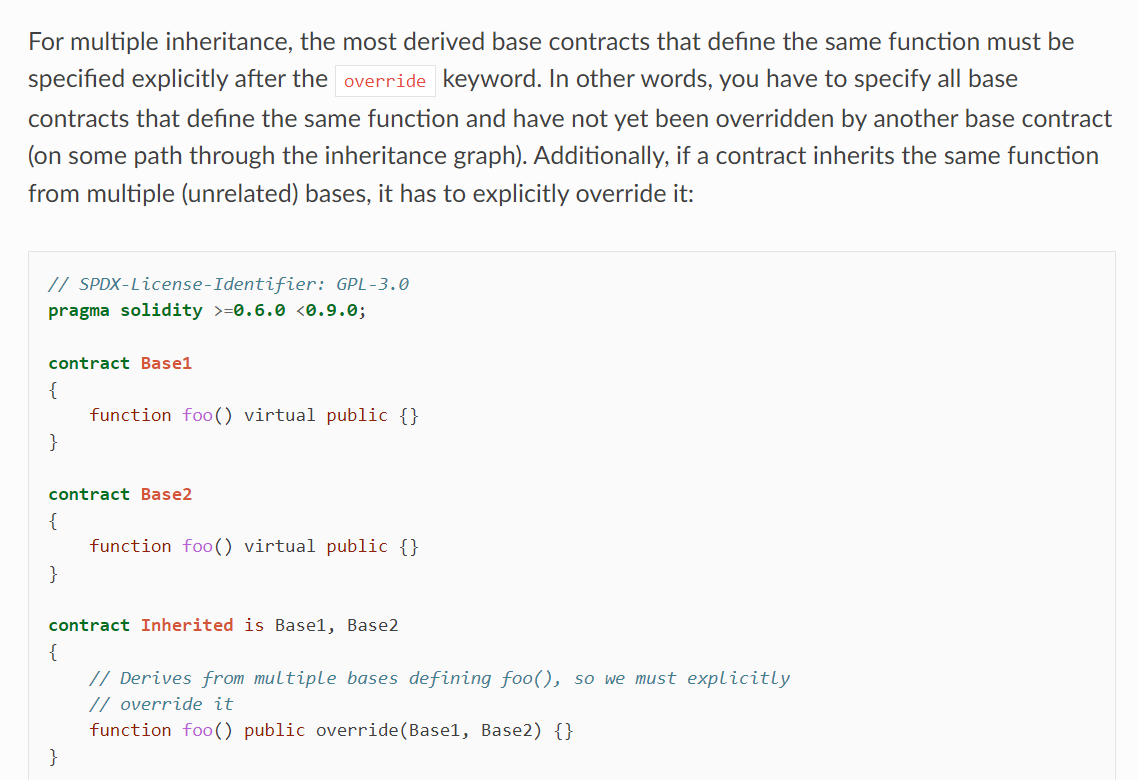 For multiple inheritance, the most derived base contracts that define the same function must be
specified explicitly after the override keyword. In other words, you have to specify all base
contracts that define the same function and have not yet been overridden by another base contract
(on some path through the inheritance graph). Additionally, if a contract inherits the same function
from multiple (unrelated) bases, it has to explicitly override it:
// SPDX-License-Identifier: GPL-3.0
pragma solidity >=0.6.0 <0.9.0;
contract Base1
{
    function foo() virtual public {}
}
contract Base2
{
    function foo() virtual public {}
}
contract Inherited is Base1, Base2
{
    // Derives from multiple bases defining foo(), so we must explicitly
    // override it
    function foo() public override(Base1, Base2) {}
}